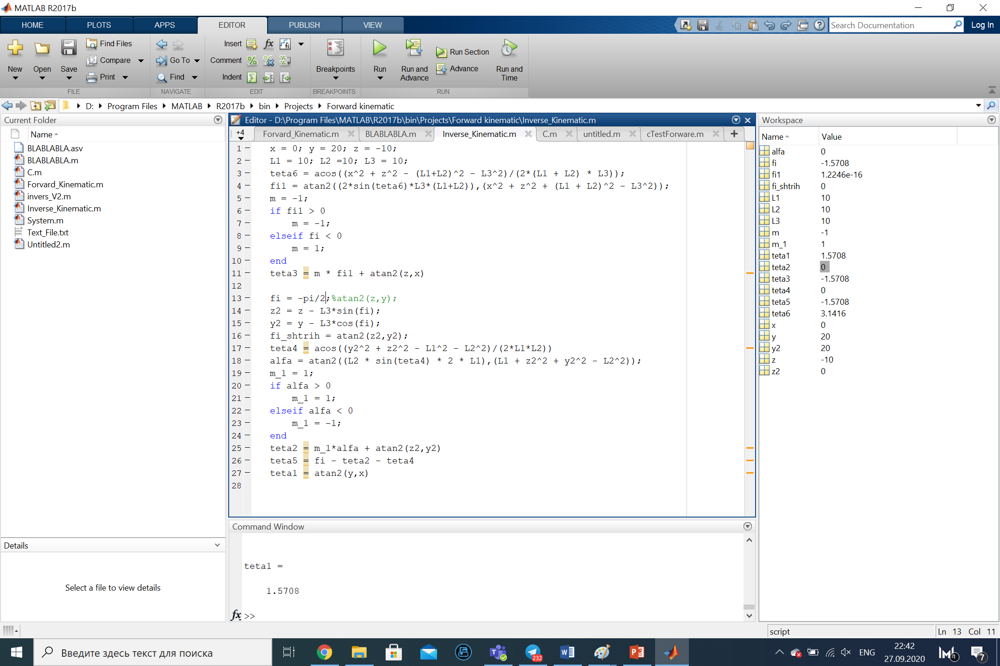 MATLAB R2017b
HOME PLOTS APPS EDITOR PUBLISH VIEW
Search Documentation
Log In
New
Open
Save
Find Files
Compare
Print
FILE
Go To
Find
NAVIGATE
Insert
Comment
Indent
EDIT
Breakpoints
BREAKPOINTS
Run
Run and Advance
Run Section
Advance
Run and Time
RUN
D: Program Files MATLAB R2017b bin Projects Forward kinematic
Current Folder
Name
BLABLABLA.asv
BLABLABLA.m
C.m
Forvard_Kinematic.m
invers_V2.m
Inverse_Kinematic.m
System.m
Text_File.txt
Untitled2.m
Details
Select a file to view details
Editor - D:\Program Files\MATLAB\R2017b\bin\Projects\Forward kinematic\Inverse_Kinematic.m
+4 Forvard_Kinematic.m BLABLABLA.m Inverse_Kinematic.m C.m untitled.m cTestForware.m
1 x = 0; y = 20; z = -10;
2 L1 = 10; L2 =10; L3 = 10;
3 teta6 = acos((x^2 + z^2 - (L1+L2)^2 - L3^2)/(2*(L1 + L2) * L3));
4 fi1 = atan2((2*sin(teta6)*L3*(L1+L2)),(x^2 + z^2 + (L1 + L2)^2 - L3^2));
5 m = -1;
6 if fi1 > 0
7 m = -1;
8 elseif fi < 0
9 m = 1;
10 end
11 teta3 = m * fi1 + atan2(z,x)
12
13 fi = -pi/2;%atan2(z,y);
14 z2 = z - L3*sin(fi);
15 y2 = y - L3*cos(fi);
16 fi_shtrih = atan2(z2,y2);
17 teta4 = acos((y2^2 + z2^2 - L1^2 - L2^2)/(2*L1*L2))
18 alfa = atan2((L2 * sin(teta4) * 2 * L1),(L1 + z2^2 + y2^2 - L2^2));
19 m_1 = 1;
20 if alfa > 0
21 m_1 = 1;
22 elseif alfa < 0
23 m_1 = -1;
24 end
25 teta2 = m_1*alfa + atan2(z2,y2)
26 teta5 = fi - teta2 - teta4
27 teta1 = atan2(y,x)
28
Command Window
teta1 =
1.5708
fx >>
Workspace
Name Value
alfa 0
fi -1.5708
fi1 1.2246e-16
fi_shtrih 0
L1 10
L2 10
L3 10
m -1
m_1 1
teta1 1.5708
teta2 0
teta3 -1.5708
teta4 0
teta5 -1.5708
teta6 3.1416
x 0
y 20
y2 20
z -10
z2 0
script
Ln 13 Col 11
Введите здесь текст для поиска
232
ENG
22:42
27.09.2020
1
7